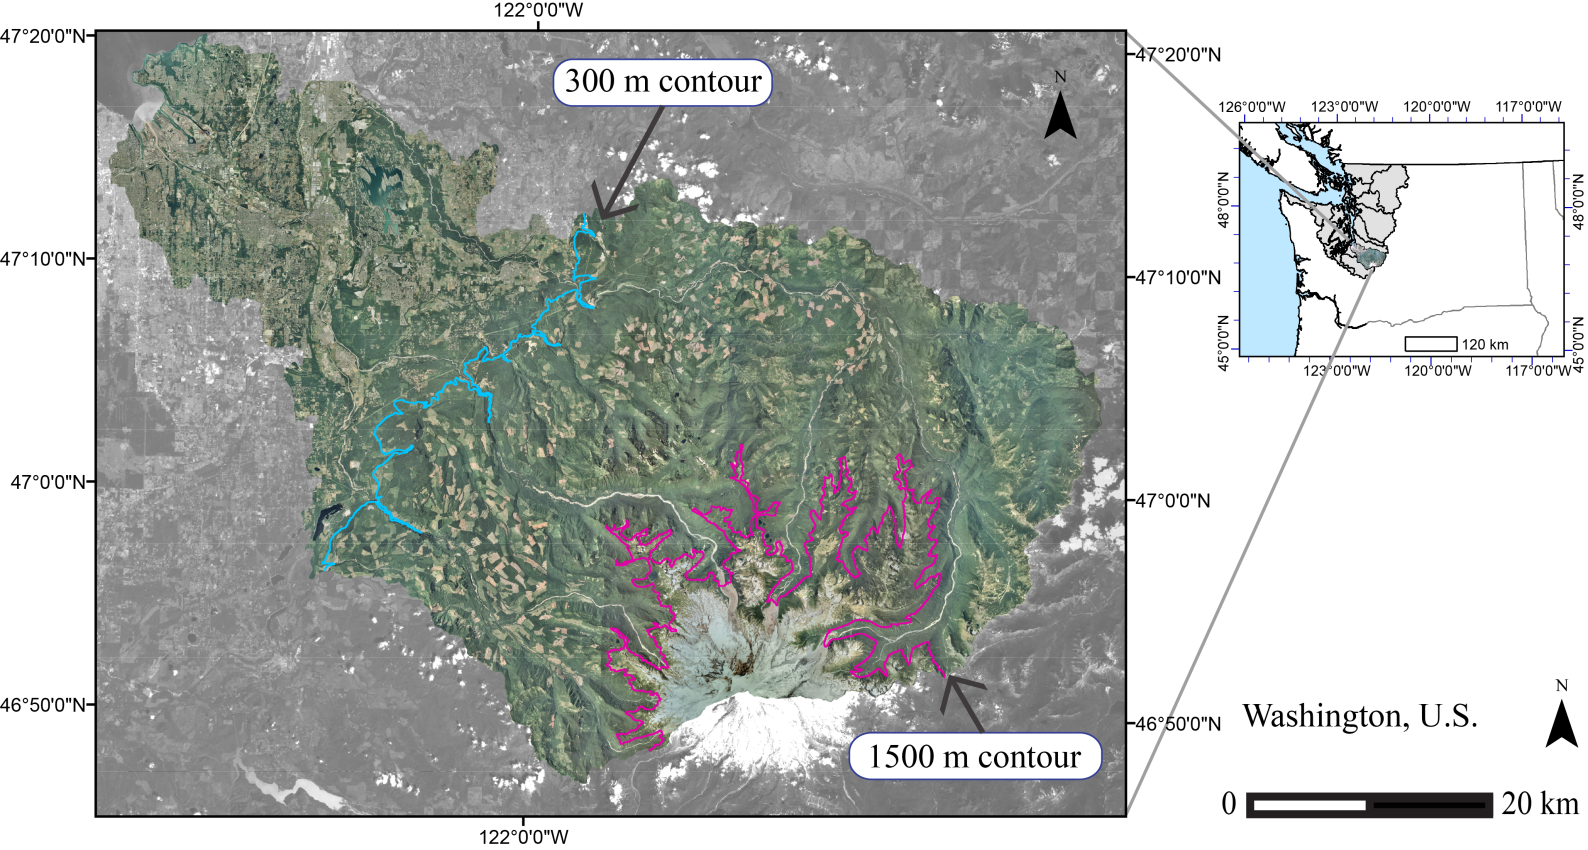 122°0'0"W
47°20'0"N
300 m contour
N
47°20'0"N
126°0'0"W
123°0'0"W
120°0'0"W
117°0'0"W
48°0'0"N
48°0'0"N
47°10'0"N
47°10'0"N
45°0'0"N
45°0'0"N
120 km
123°0'0"W
120°0'0"W
117°0'0"W
47°0'0"N
47°0'0"N
46°50'0"N
46°50'0"N
N
Washington, U.S.
1500 m contour
0
20 km
122°0'0"W